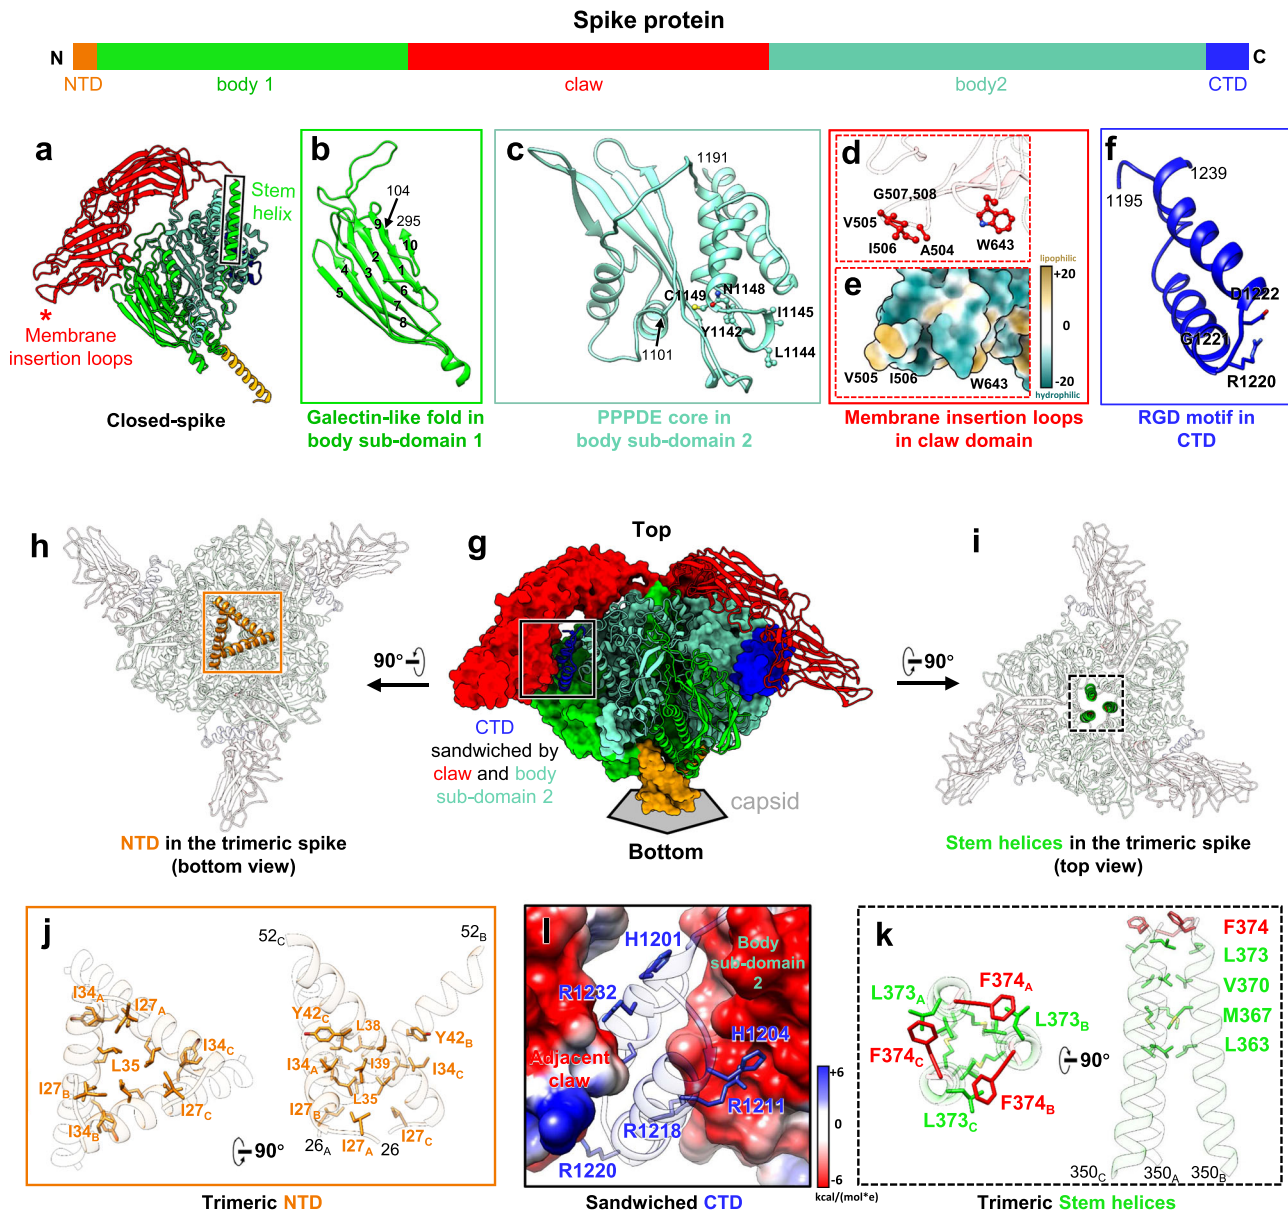 Spike protein
N
C
NTD
body 1
claw
body2
CTD
a
Stem
helix
*
Membrane
insertion loops
Closed-spike
b
104
295
9
10
2
1
4
3
5
6
7
8
Galectin-like fold in
body sub-domain 1
c
1191
C1149
N1148
I1145
Y1142
1101
L1144
PPPDE core in
body sub-domain 2
d
G507,508
V505
I506
A504
W643
e
lipophilic
+20
0
-20
hydrophilic
V505
I506
W643
Membrane insertion loops
in claw domain
f
1239
1195
D1222
G1221
R1220
RGD motif in
CTD
h
90°
NTD in the trimeric spike
(bottom view)
g
Top
CTD
sandwiched by
claw and body
sub-domain 2
capsid
Bottom
i
90°
Stem helices in the trimeric spike
(top view)
j
I34A
I27A
I34C
L35
I27B
I27C
I34B
90°
52C
52B
Y42C
L38
Y42B
I34A
I39
I34C
L35
I27B
I27C
26A
I27A
26
Trimeric NTD
l
H1201
Body
sub-domain
2
R1232
H1204
Adjacent
claw
R1211
R1218
R1220
+6
0
-6
kcal/(mol*e)
Sandwiched CTD
k
L373A
F374A
L373B
F374C
F374B
L373C
90°
F374
L373
V370
M367
L363
350C
350A
350B
Trimeric Stem helices